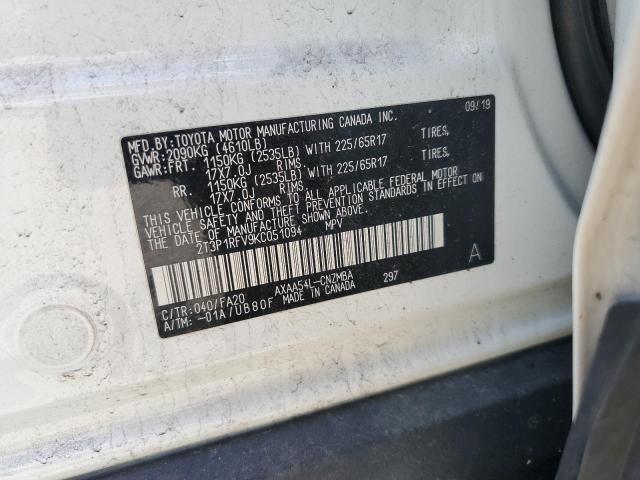 MFD.BY:TOYOTA MOTOR MANUFACTURING CANADA INC. 09/19
GVWR:2090KG (4610LB)
GAWR:FRT. 1150KG (2535LB) WITH 225/65R17 TIRES,
17X7.0J RIMS.
RR. 1150KG (2535LB) WITH 225/65R17 TIRES,
17X7.0J RIMS.
THIS VEHICLE CONFORMS TO ALL APPLICABLE FEDERAL MOTOR
VEHICLE SAFETY AND THEFT PREVENTION STANDARDS IN EFFECT ON
THE DATE OF MANUFACTURE SHOWN ABOVE.
2T3P1RFV9KC051094 MPV
A
C/TR:040/FA20 AXAA54L-CNZMBA 297
A/TM:-01A/UB80F MADE IN CANADA